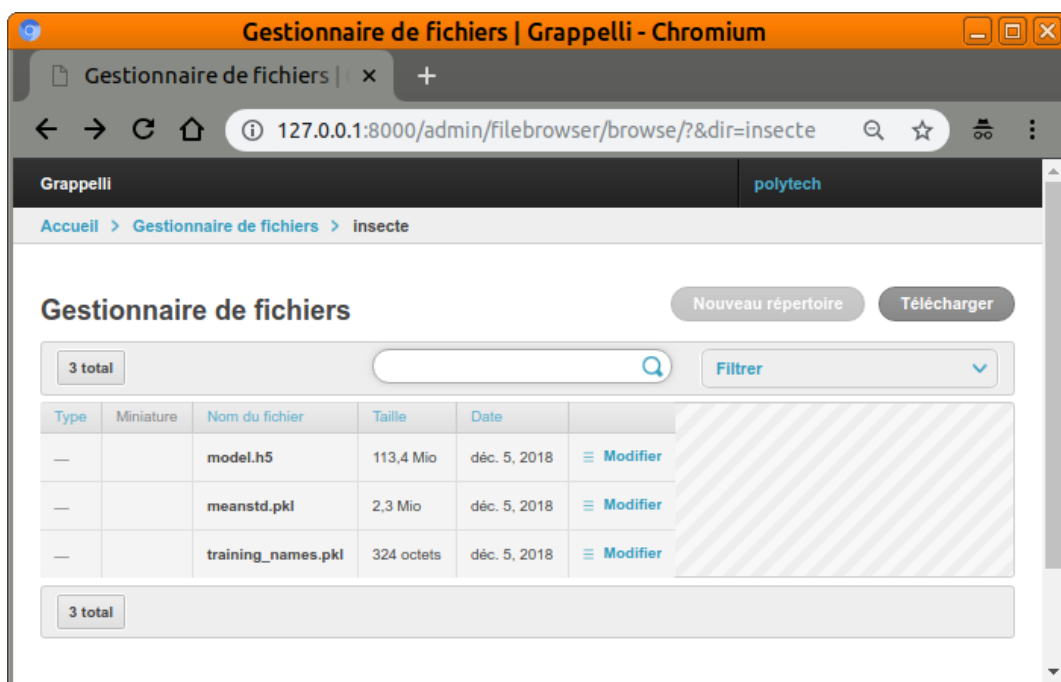 Gestionnaire de fichiers | Grappelli - Chromium
Gestionnaire de fichiers |
127.0.0.1:8000/admin/filebrowser/browse/?&dir=insecte
Grappelli polytech
Accueil > Gestionnaire de fichiers > insecte
Gestionnaire de fichiers Nouveau répertoire Télécharger
3 total Filtrer
Type Miniature Nom du fichier Taille Date
— model.h5 113,4 Mio déc. 5, 2018 Modifier
— meanstd.pkl 2,3 Mio déc. 5, 2018 Modifier
— training_names.pkl 324 octets déc. 5, 2018 Modifier
3 total